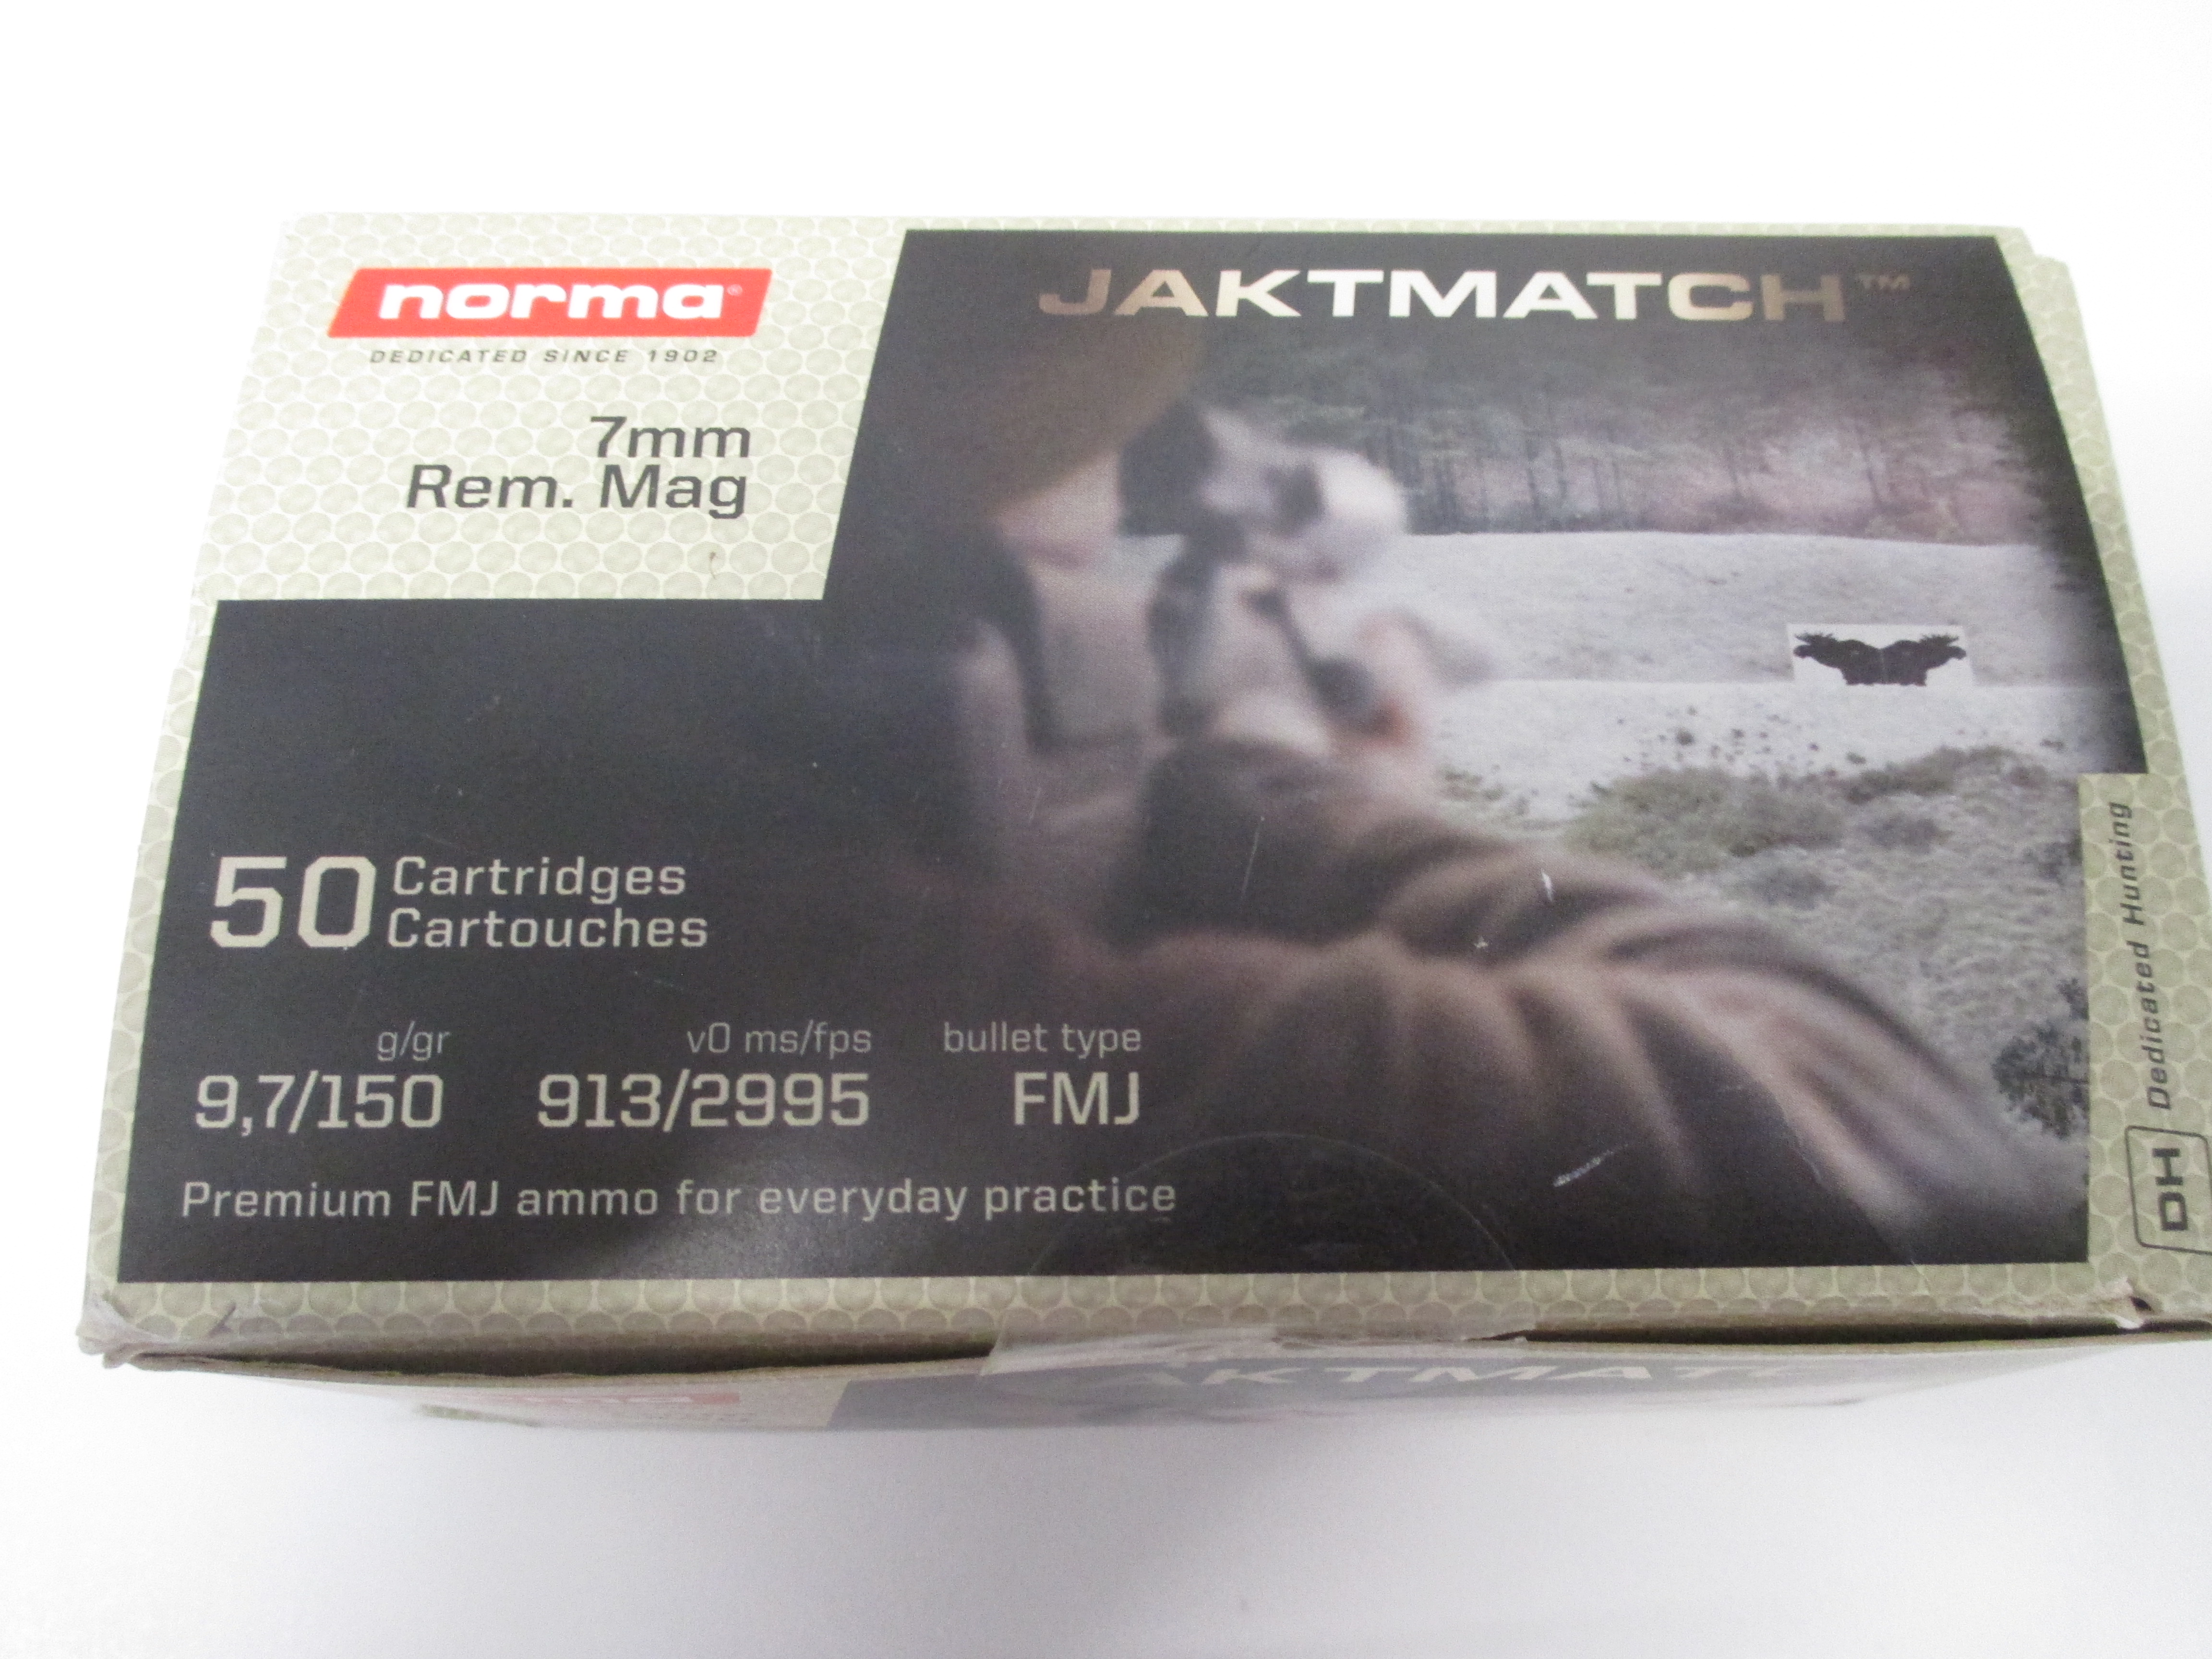 norma®
DEDICATED SINCE 1902
7mm
Rem. Mag
JAKTMATCH™
50 Cartridges
Cartouches
g/gr v0 ms/fps bullet type
9,7/150 913/2995 FMJ
Premium FMJ ammo for everyday practice
DH Dedicated Hunting